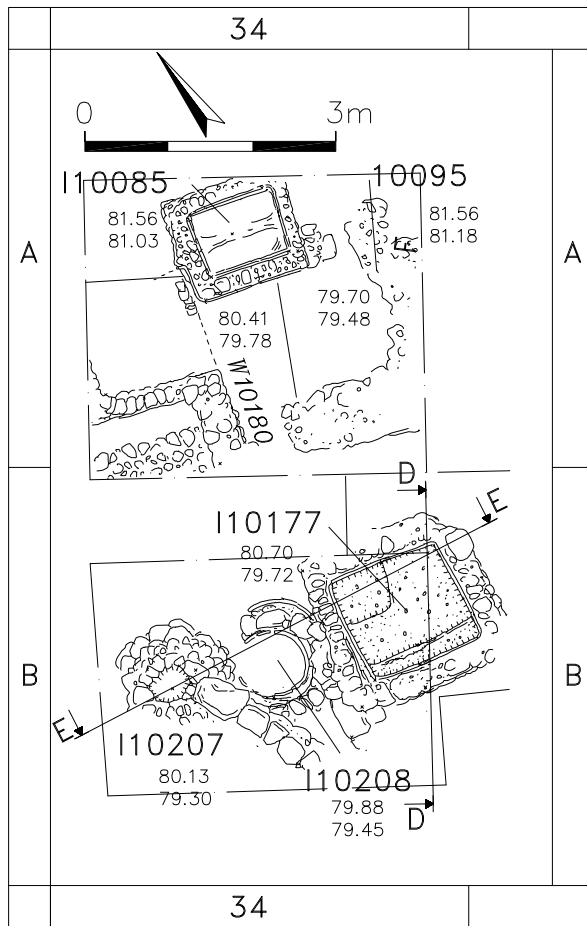 34
0 3m
I10085 10095
81.56
81.03
81.56
81.18
A A
79.70
79.48
80.41
79.78
W10180
D
E
I10177
80.70
79.72
B B
E
I10207
80.13
79.30
I10208
79.88
79.45
D
34